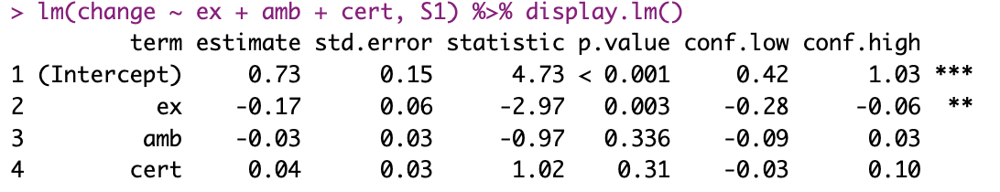 > lm(change ~ ex + amb + cert, S1) %>% display.lm()
term estimate std.error statistic p.value conf.low conf.high
1 (Intercept) 0.73 0.15 4.73 < 0.001 0.42 1.03 ***
2 ex -0.17 0.06 -2.97 0.003 -0.28 -0.06 **
3 amb -0.03 0.03 -0.97 0.336 -0.09 0.03
4 cert 0.04 0.03 1.02 0.31 -0.03 0.10